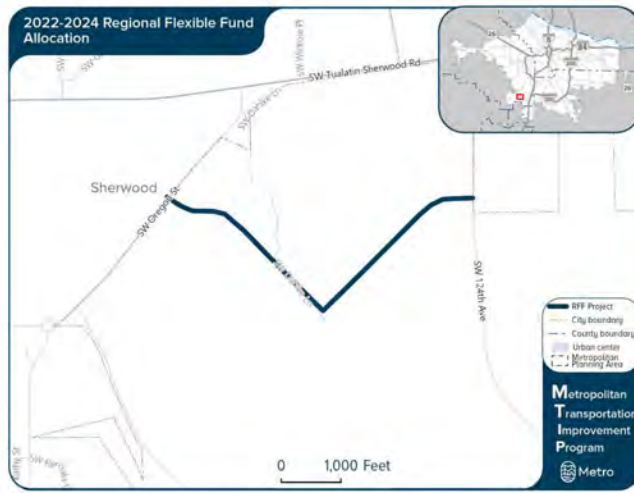 2022-2024 Regional Flexible Fund
Allocation
SW Tualatin Sherwood Rd
Sherwood
SW Oregon St
SW 124th Ave
RFF Project
City boundary
County boundary
Urban center
Metropolitan
Planning Area
Metropolitan
Transportation
Improvement
Program
Metro
0 1,000 Feet